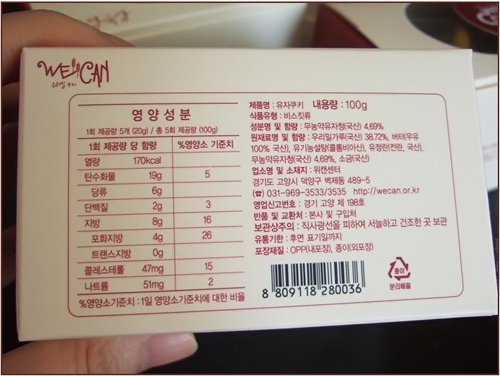 WE CAN
우리밀 쿠키
영양성분
1회 제공량 5개 (20g) / 총 5회 제공량 (100g)
1회 제공량 당 함량 %영양소 기준치
열량 170kcal
탄수화물 19g 5
당류 6g
단백질 2g 3
지방 8g 16
포화지방 4g 26
트랜스지방 0g
콜레스테롤 47mg 15
나트륨 51mg 2
%영양소기준치 : 1일 영양소기준치에 대한 비율
제품명 : 유자쿠키 내용량 : 100g
식품유형 : 비스킷류
성분명 및 함량 : 무농약유자청(국산) 4.69%
원재료명 및 함량 : 우리밀가루(국산) 38.72%, 버터(우유
100% 국산), 유기농설탕(콜롬비아산), 유정란(전란, 국산),
무농약유자청(국산) 4.69%, 소금(국산)
업소명 및 소재지 : 위캔센터
경기도 고양시 덕양구 벽제동 489-5
(☎) 031-969-3533/3535 http://wecan.or.kr
영업신고번호 : 경기 고양 제 198호
반품 및 교환처 : 본사 및 구입처
보관상주의 : 직사광선을 피하여 서늘하고 건조한 곳 보관
유통기한 : 후면 표기일까지
포장재질 : OPP(내포장), 종이(외포장)
8 809118 280036
종이
분리배출